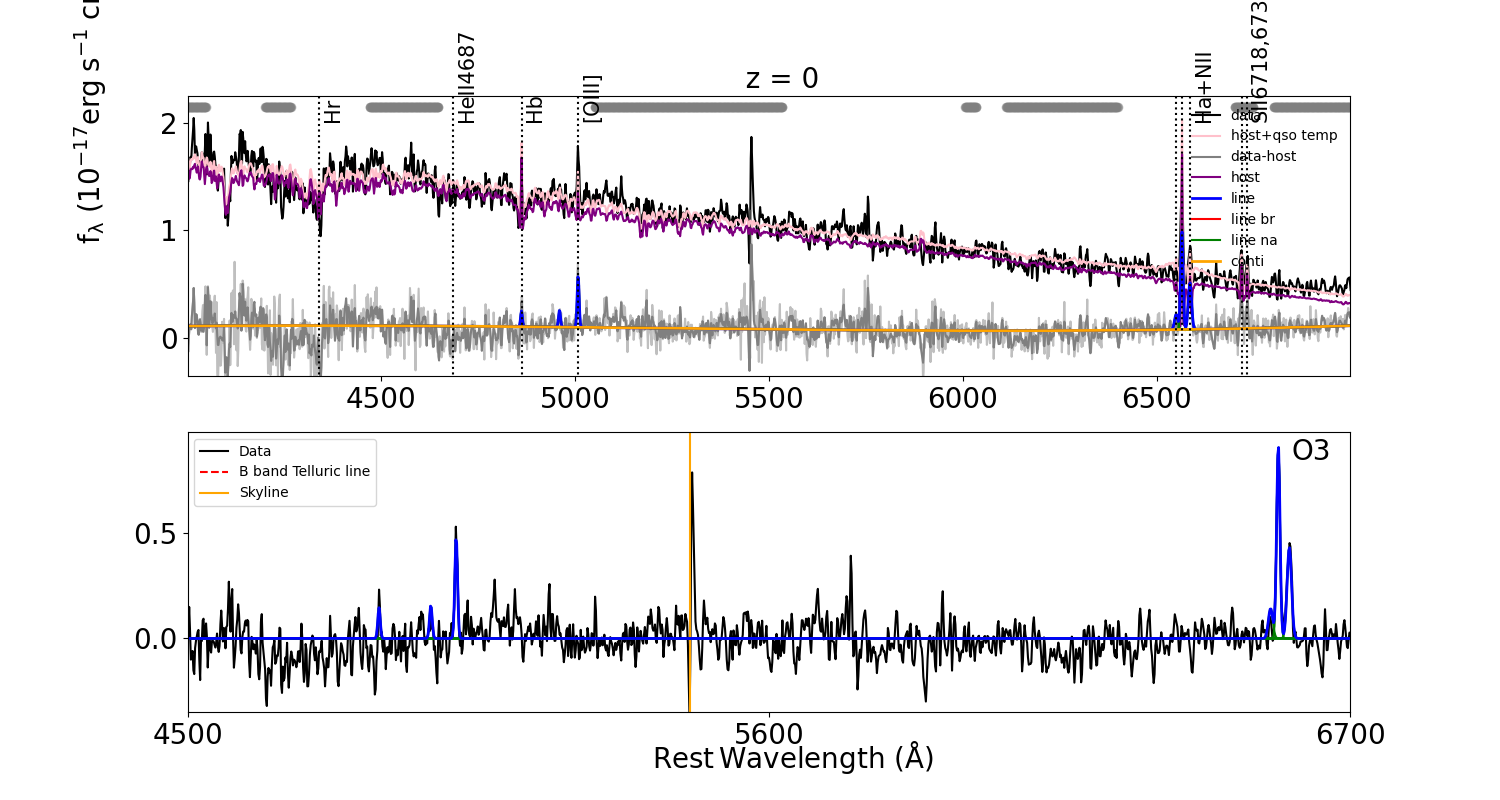 z = 0
Hr
HeII4687
Hb
[OIII]
Ha+NII
SII6718,673
f_λ (10^−17 erg s^−1 c
2
1
0
data
host+qso temp
data-host
host
line
line br
line na
conti
4500
5000
5500
6000
6500
Data
B band Telluric line
Skyline
O3
0.5
0.0
4500
5600
6700
Rest Wavelength (Å)